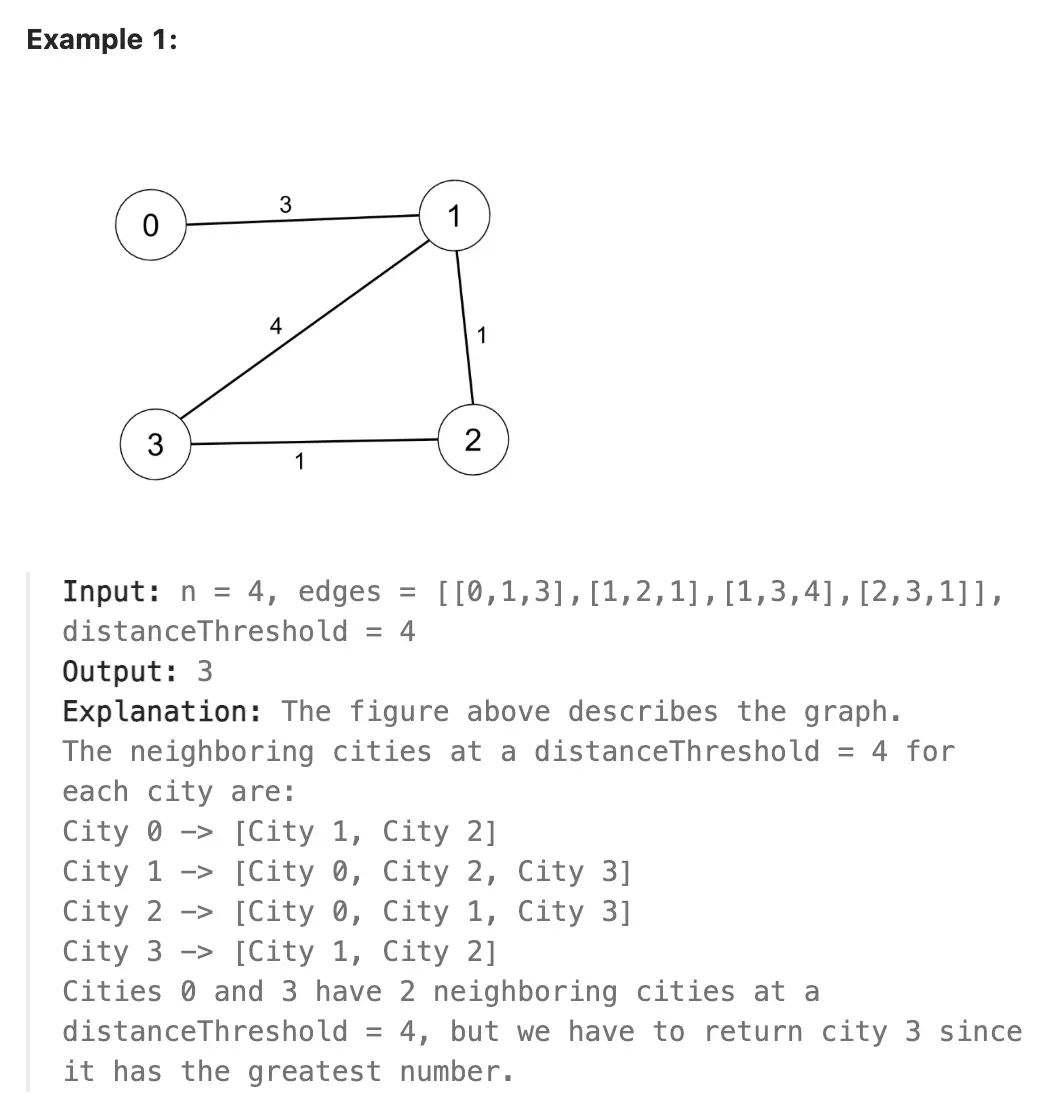 Example 1:
3
0
1
4
1
3
2
1
Input: n = 4, edges = [[0,1,3],[1,2,1],[1,3,4],[2,3,1]],
distanceThreshold = 4
Output: 3
Explanation: The figure above describes the graph.
The neighboring cities at a distanceThreshold = 4 for
each city are:
City 0 -> [City 1, City 2]
City 1 -> [City 0, City 2, City 3]
City 2 -> [City 0, City 1, City 3]
City 3 -> [City 1, City 2]
Cities 0 and 3 have 2 neighboring cities at a
distanceThreshold = 4, but we have to return city 3 since
it has the greatest number.